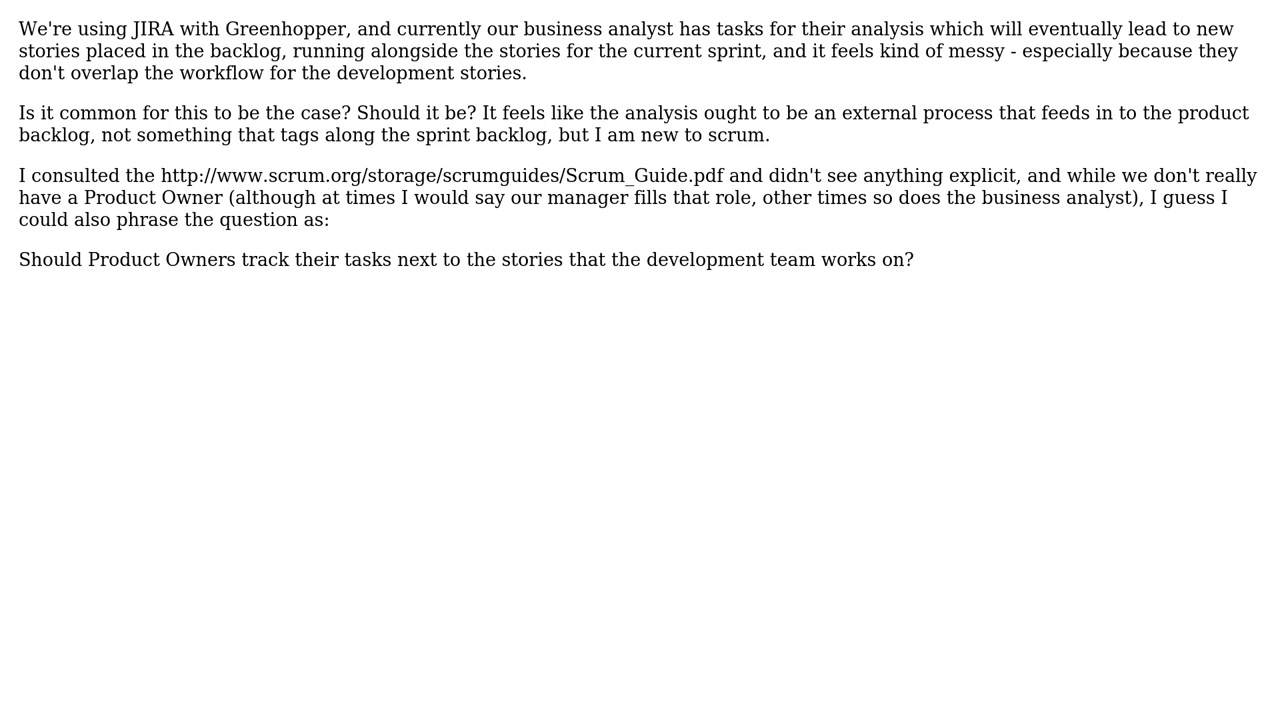 We're using JIRA with Greenhopper, and currently our business analyst has tasks for their analysis which will eventually lead to new
stories placed in the backlog, running alongside the stories for the current sprint, and it feels kind of messy - especially because they
don't overlap the workflow for the development stories.
Is it common for this to be the case? Should it be? It feels like the analysis ought to be an external process that feeds in to the product
backlog, not something that tags along the sprint backlog, but I am new to scrum.
I consulted the http://www.scrum.org/storage/scrumguides/Scrum_Guide.pdf and didn't see anything explicit, and while we don't really
have a Product Owner (although at times I would say our manager fills that role, other times so does the business analyst), I guess I
could also phrase the question as:
Should Product Owners track their tasks next to the stories that the development team works on?